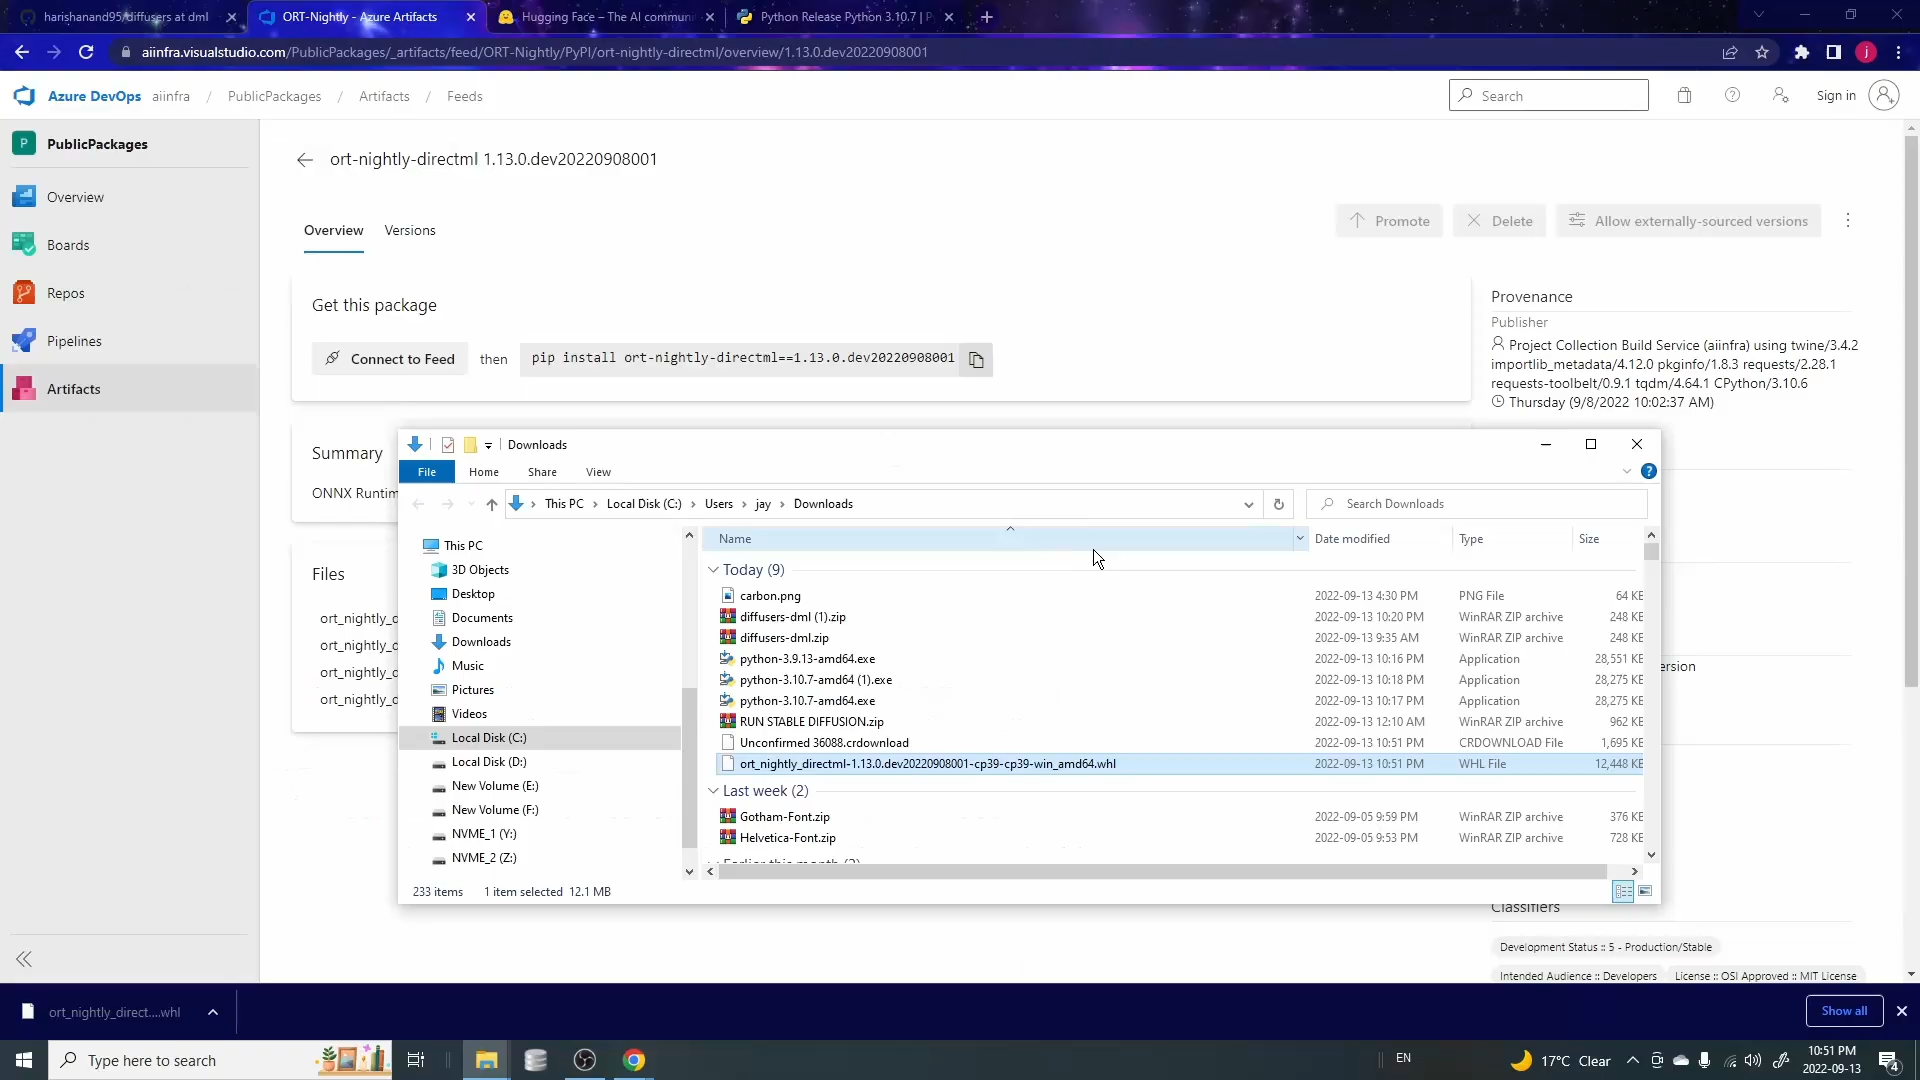 harishanand95/diffusers at dml
ORT-Nightly - Azure Artifacts
Hugging Face – The AI commun
Python Release Python 3.10.7 | P
aiinfra.visualstudio.com/PublicPackages/_artifacts/feed/ORT-Nightly/PyPI/ort-nightly-directml/overview/1.13.0.dev20220908001
j
Azure DevOps aiinfra / PublicPackages / Artifacts / Feeds
Search
Sign in
P PublicPackages
Overview
Boards
Repos
Pipelines
Artifacts
ort-nightly-directml 1.13.0.dev20220908001
Overview Versions
Promote Delete Allow externally-sourced versions
Get this package
Connect to Feed then pip install ort-nightly-directml==1.13.0.dev20220908001
Provenance
Publisher
Project Collection Build Service (aiinfra) using twine/3.4.2
importlib_metadata/4.12.0 pkginfo/1.8.3 requests/2.28.1
requests-toolbelt/0.9.1 tqdm/4.64.1 CPython/3.10.6
Thursday (9/8/2022 10:02:37 AM)
Summary
ONNX Runtim
Files
ort_nightly_d
ort_nightly_d
ort_nightly_d
ort_nightly_d
ersion
Downloads
File Home Share View
This PC › Local Disk (C:) › Users › jay › Downloads
Search Downloads
This PC
3D Objects
Desktop
Documents
Downloads
Music
Pictures
Videos
Local Disk (C:)
Local Disk (D:)
New Volume (E:)
New Volume (F:)
NVME_1 (Y:)
NVME_2 (Z:)
Name Date modified Type Size
Today (9)
carbon.png 2022-09-13 4:30 PM PNG File 64 KE
diffusers-dml (1).zip 2022-09-13 10:20 PM WinRAR ZIP archive 248 KE
diffusers-dml.zip 2022-09-13 9:35 AM WinRAR ZIP archive 248 KE
python-3.9.13-amd64.exe 2022-09-13 10:16 PM Application 28,551 KE
python-3.10.7-amd64 (1).exe 2022-09-13 10:18 PM Application 28,275 KE
python-3.10.7-amd64.exe 2022-09-13 10:17 PM Application 28,275 KE
RUN STABLE DIFFUSION.zip 2022-09-13 12:10 AM WinRAR ZIP archive 962 KE
Unconfirmed 36088.crdownload 2022-09-13 10:51 PM CRDOWNLOAD File 1,695 KE
ort_nightly_directml-1.13.0.dev20220908001-cp39-cp39-win_amd64.whl 2022-09-13 10:51 PM WHL File 12,448 KE
Last week (2)
Gotham-Font.zip 2022-09-05 9:59 PM WinRAR ZIP archive 376 KE
Helvetica-Font.zip 2022-09-05 9:53 PM WinRAR ZIP archive 728 KE
233 items 1 item selected 12.1 MB
Classifiers
Development Status :: 5 - Production/Stable
Intended Audience :: Developers License :: OSI Approved :: MIT License
ort_nightly_direct....whl
Show all
Type here to search
EN
17°C Clear
10:51 PM
2022-09-13
4